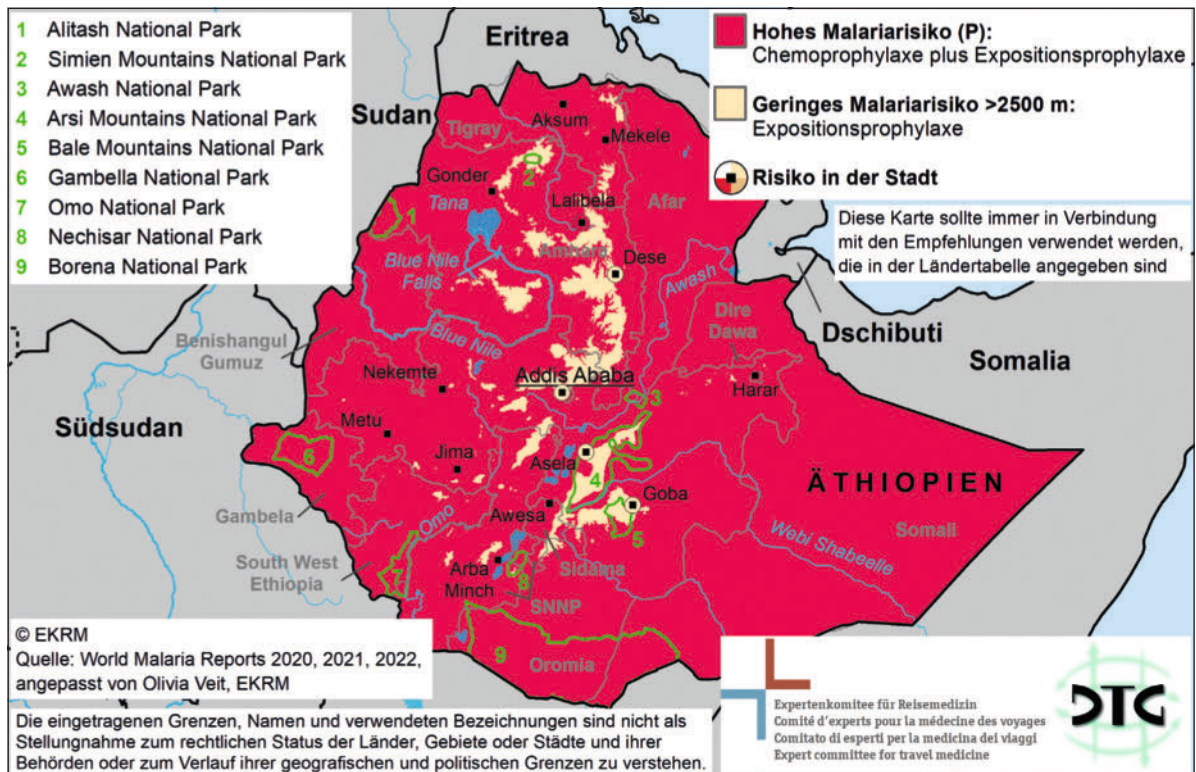 1 Alitash National Park
2 Simien Mountains National Park
3 Awash National Park
4 Arsi Mountains National Park
5 Bale Mountains National Park
6 Gambella National Park
7 Omo National Park
8 Nechisar National Park
9 Borena National Park
Hohes Malariarisiko (P):
Chemoprophylaxe plus Expositionsprophylaxe
Geringes Malariarisiko >2500 m:
Expositionsprophylaxe
Risiko in der Stadt
Diese Karte sollte immer in Verbindung
mit den Empfehlungen verwendet werden,
die in der Ländertabelle angegeben sind
Eritrea
Sudan
Aksum
Tigray
Mekele
2
Gonder
Lalibela
Afar
1
Tana
Amhara
Blue Nile
Falls
Dese
Awash
Dire
Dawa
Dschibuti
Benishangul
Gumuz
Blue Nile
Somalia
Nekemte
Addis Ababa
3
Harar
Südsudan
Metu
6
Jima
Asela
4
ÄTHIOPIEN
Goba
Gambela
Awesa
5
Somali
Omo
Webi Shabeelle
South West
Ethiopia
7
Arba
Minch
8
Sidama
SNNP
9
Oromia
© EKRM
Quelle: World Malaria Reports 2020, 2021, 2022,
angepasst von Olivia Veit, EKRM
Die eingetragenen Grenzen, Namen und verwendeten Bezeichnungen sind nicht als
Stellungnahme zum rechtlichen Status der Länder, Gebiete oder Städte und ihrer
Behörden oder zum Verlauf ihrer geografischen und politischen Grenzen zu verstehen.
Expertenkomitee für Reisemedizin
Comité d'experts pour la médecine des voyages
Comitato di esperti per la medicina dei viaggi
Expert committee for travel medicine
DTG